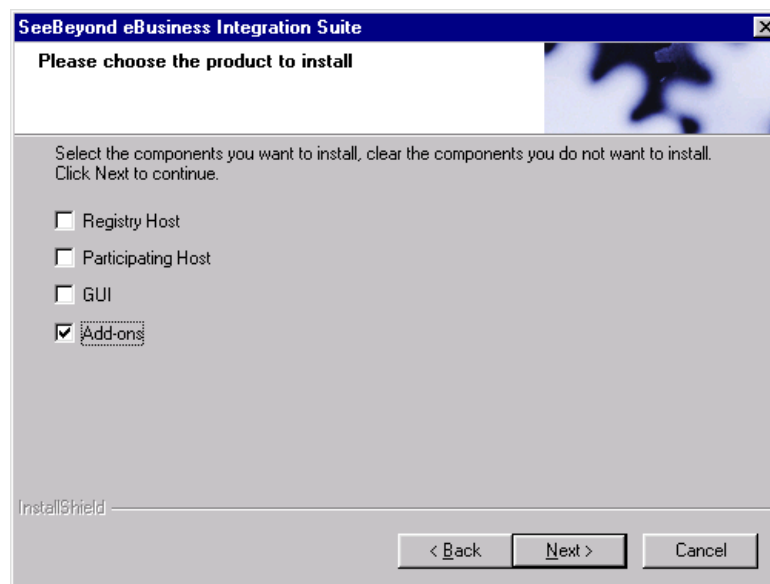 SeeBeyond eBusiness Integration Suite
Please choose the product to install
Select the components you want to install, clear the components you do not want to install.
Click Next to continue.
Registry Host
Participating Host
GUI
Add-ons
InstallShield
< Back
Next >
Cancel